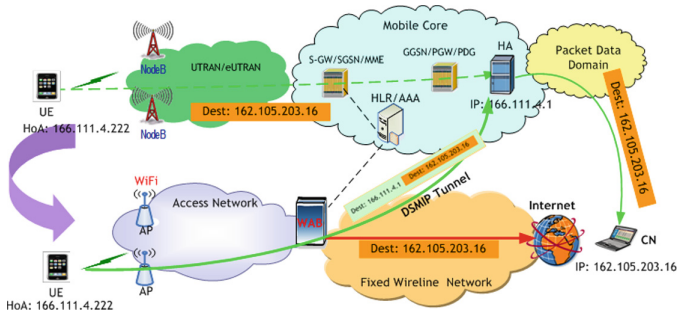 Mobile Core
HA
Packet Data
Domain
NodeB
UTRAN/eUTRAN
S-GW/SGSN/MME
GGSN/PGW/PDG
UE
HoA: 166.111.4.222
NodeB
Dest: 162.105.203.16
HLR/AAA
IP: 166.111.4.1
Dest: 162.105.203.16
WiFi
AP
Access Network
WAB
Dest: 166.111.4.1
Dest: 162.105.203.16
DSMIP Tunnel
Internet
Dest: 162.105.203.16
CN
IP: 162.105.203.16
UE
HoA: 166.111.4.222
AP
Fixed Wireline Network